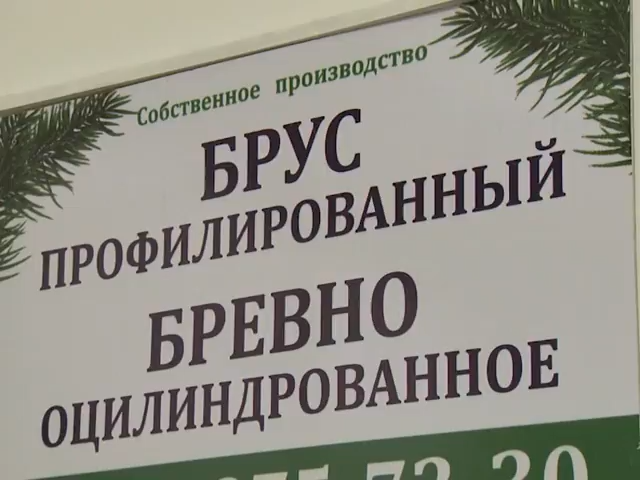 Собственное производство
БРУС
ПРОФИЛИРОВАННЫЙ
БРЕВНО
ОЦИЛИНДРОВАННОЕ